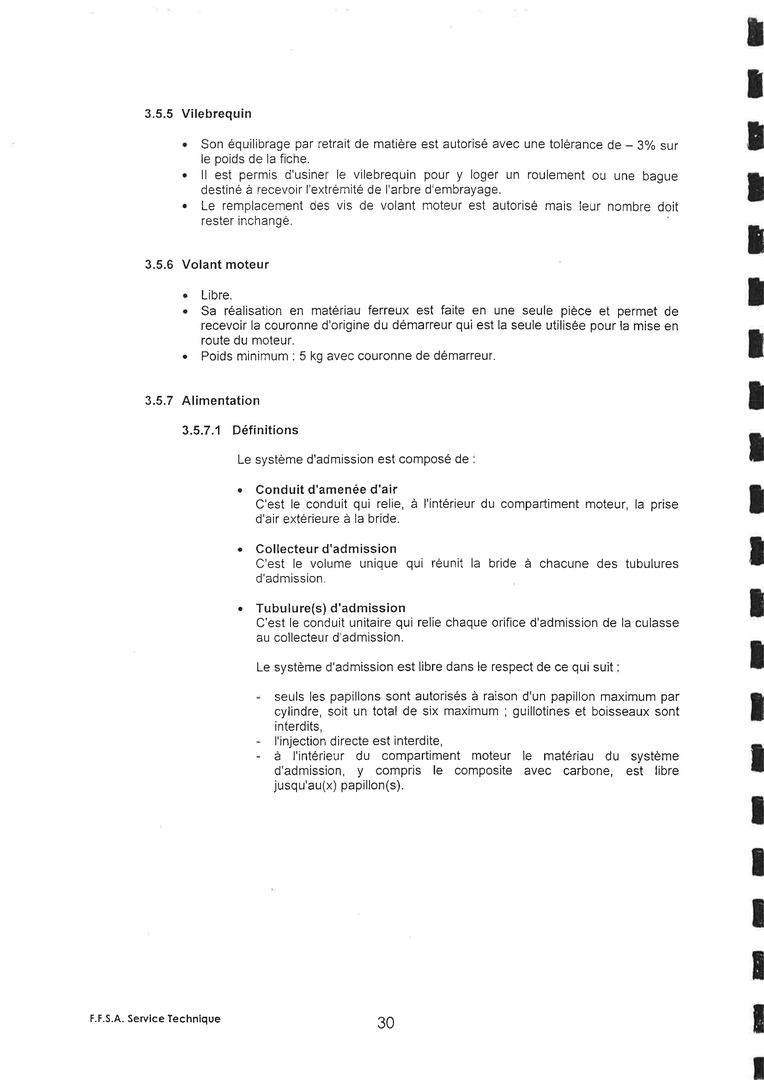 3.5.5 Vilebrequin
• Son équilibrage par retrait de matière est autorisé avec une tolérance de – 3% sur
le poids de la fiche.
• Il est permis d'usiner le vilebrequin pour y loger un roulement ou une bague
destiné à recevoir l'extrémité de l'arbre d'embrayage.
• Le remplacement des vis de volant moteur est autorisé mais leur nombre doit
rester inchangé.
3.5.6 Volant moteur
• Libre.
• Sa réalisation en matériau ferreux est faite en une seule pièce et permet de
recevoir la couronne d'origine du démarreur qui est la seule utilisée pour la mise en
route du moteur.
• Poids minimum : 5 kg avec couronne de démarreur.
3.5.7 Alimentation
3.5.7.1 Définitions
Le système d'admission est composé de :
• Conduit d'amenée d'air
C'est le conduit qui relie, à l'intérieur du compartiment moteur, la prise
d'air extérieure à la bride.
• Collecteur d'admission
C'est le volume unique qui réunit la bride à chacune des tubulures
d'admission.
• Tubulure(s) d'admission
C'est le conduit unitaire qui relie chaque orifice d'admission de la culasse
au collecteur d'admission.
Le système d'admission est libre dans le respect de ce qui suit :
- seuls les papillons sont autorisés à raison d'un papillon maximum par
cylindre, soit un total de six maximum ; guillotines et boisseaux sont
interdits,
- l'injection directe est interdite,
- à l'intérieur du compartiment moteur le matériau du système
d'admission, y compris le composite avec carbone, est libre
jusqu'au(x) papillon(s).
F.F.S.A. Service Technique
30